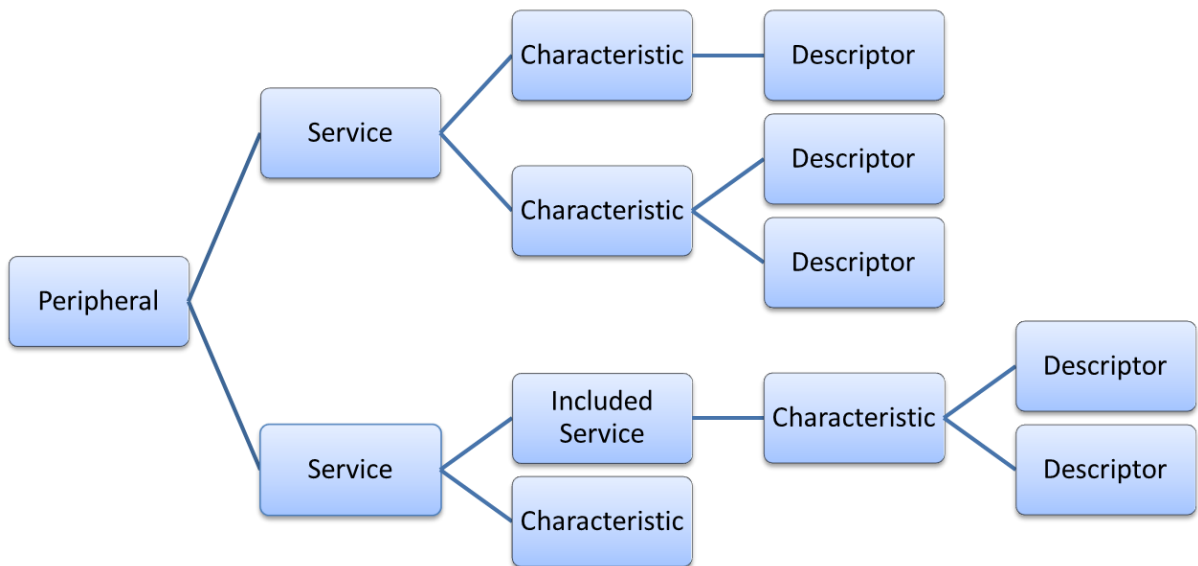 Characteristic
Descriptor
Service
Descriptor
Characteristic
Descriptor
Peripheral
Descriptor
Included
Service
Characteristic
Service
Descriptor
Characteristic